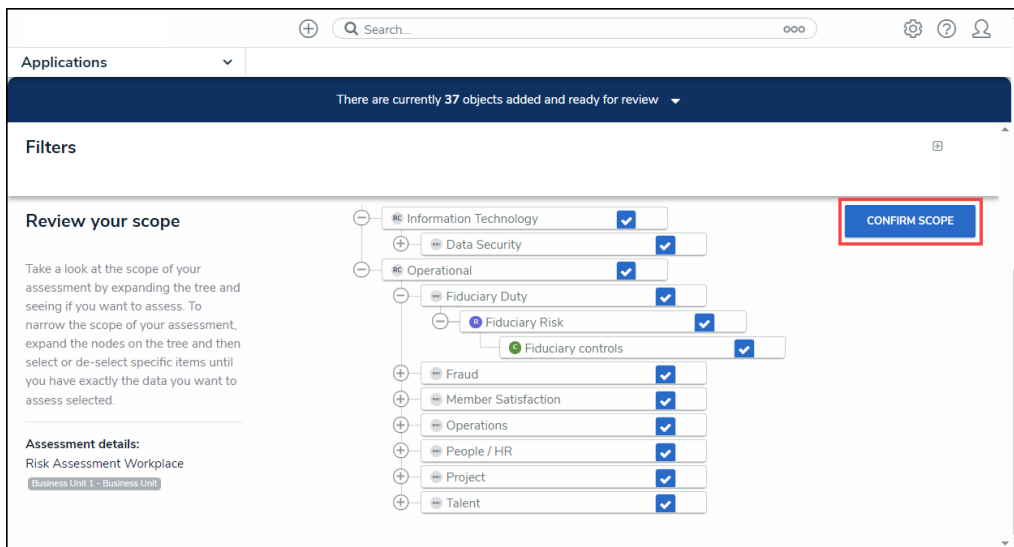 Search...
ooo
Applications
There are currently 37 objects added and ready for review
Filters
Review your scope
Take a look at the scope of your
assessment by expanding the tree and
seeing if you want to assess. To
narrow the scope of your assessment,
expand the nodes on the tree and then
select or de-select specific items until
you have exactly the data you want to
assess selected.
Assessment details:
Risk Assessment Workplace
Business Unit 1 - Business Unit
RC Information Technology
Data Security
RC Operational
Fiduciary Duty
R Fiduciary Risk
C Fiduciary controls
Fraud
Member Satisfaction
Operations
People / HR
Project
Talent
CONFIRM SCOPE